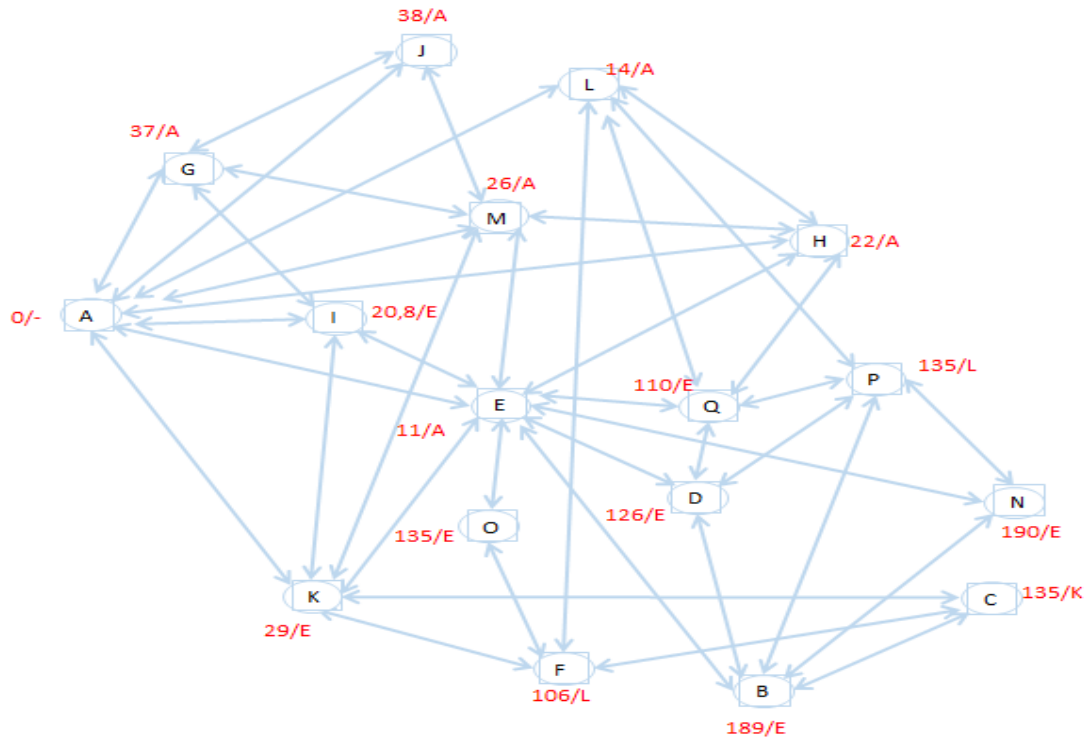 38/A
J
14/A
L
37/A
G
26/A
M
H
22/A
0/-
A
I
20,8/E
135/L
P
110/E
Q
E
11/A
D
126/E
N
190/E
O
135/E
K
29/E
C
135/K
F
106/L
B
189/E